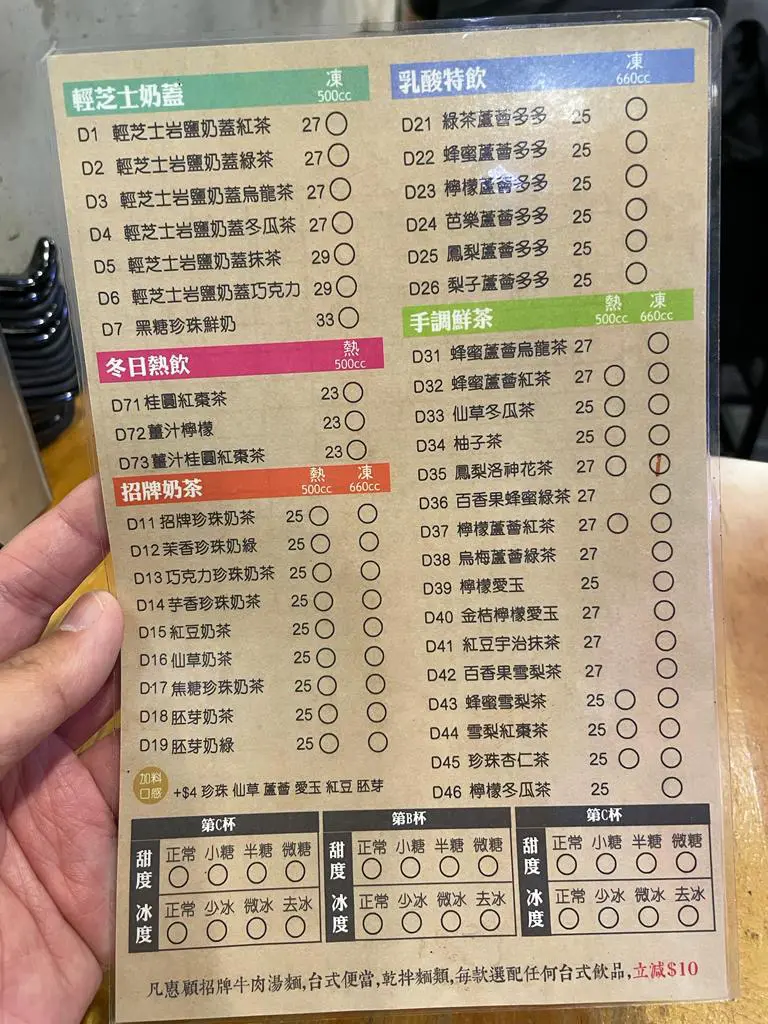 輕芝士奶蓋 凍 500cc
D1 輕芝士岩鹽奶蓋紅茶 27
D2 輕芝士岩鹽奶蓋綠茶 27
D3 輕芝士岩鹽奶蓋烏龍茶 27
D4 輕芝士岩鹽奶蓋冬瓜茶 27
D5 輕芝士岩鹽奶蓋抹茶 29
D6 輕芝士岩鹽奶蓋巧克力 29
D7 黑糖珍珠鮮奶 33
冬日熱飲 熱 500cc
D71 桂圓紅棗茶 23
D72 薑汁檸檬 23
D73 薑汁桂圓紅棗茶 23
招牌奶茶 熱 500cc 凍 660cc
D11 招牌珍珠奶茶 25
D12 茉香珍珠奶綠 25
D13 巧克力珍珠奶茶 25
D14 芋香珍珠奶茶 25
D15 紅豆奶茶 25
D16 仙草奶茶 25
D17 焦糖珍珠奶茶 25
D18 胚芽奶茶 25
D19 胚芽奶綠 25
加料口感 +$4 珍珠 仙草 蘆薈 愛玉 紅豆 胚芽
乳酸特飲 凍 660cc
D21 綠茶蘆薈多多 25
D22 蜂蜜蘆薈多多 25
D23 檸檬蘆薈多多 25
D24 芭樂蘆薈多多 25
D25 鳳梨蘆薈多多 25
D26 梨子蘆薈多多 25
手調鮮茶 熱 500cc 凍 660cc
D31 蜂蜜蘆薈烏龍茶 27
D32 蜂蜜蘆薈紅茶 27
D33 仙草冬瓜茶 25
D34 柚子茶 25
D35 鳳梨洛神花茶 27
D36 百香果蜂蜜綠茶 27
D37 檸檬蘆薈紅茶 27
D38 烏梅蘆薈綠茶 27
D39 檸檬愛玉 25
D40 金桔檸檬愛玉 27
D41 紅豆宇治抹茶 27
D42 百香果雪梨茶 27
D43 蜂蜜雪梨茶 25
D44 雪梨紅棗茶 25
D45 珍珠杏仁茶 25
D46 檸檬冬瓜茶 25
第C杯 第B杯 第C杯
甜度 正常 小糖 半糖 微糖 甜度 正常 小糖 半糖 微糖 甜度 正常 小糖 半糖 微糖
冰度 正常 少冰 微冰 去冰 冰度 正常 少冰 微冰 去冰 冰度 正常 少冰 微冰 去冰
凡惠顧招牌牛肉湯麵,台式便當,乾拌麵類,每款選配任何台式飲品,立減$10